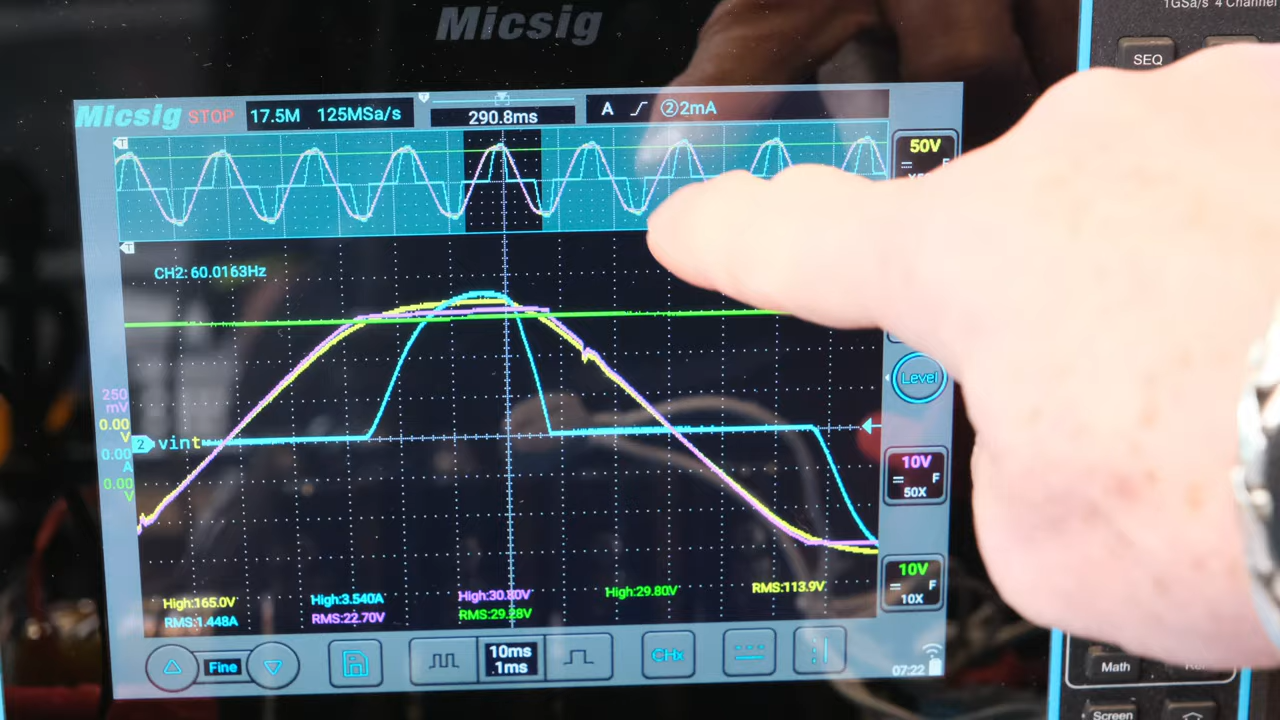 1GSa/s 4 Channel
Micsig
SEQ
Micsig STOP 17.5M 125MSa/s 290.8ms A ②2mA
T
50V
F
T
CH2: 60.0163Hz
Level
250
mV
0.00
V
0.00
A
0.00
V
2 vint
10V
F
50X
10V
F
10X
High:165.0V High:3.540A High:30.80V High:29.80V RMS:113.9V
RMS:1.448A RMS:22.70V RMS:29.28V
Fine 10ms CHx
.1ms
07:22
Math
Screen